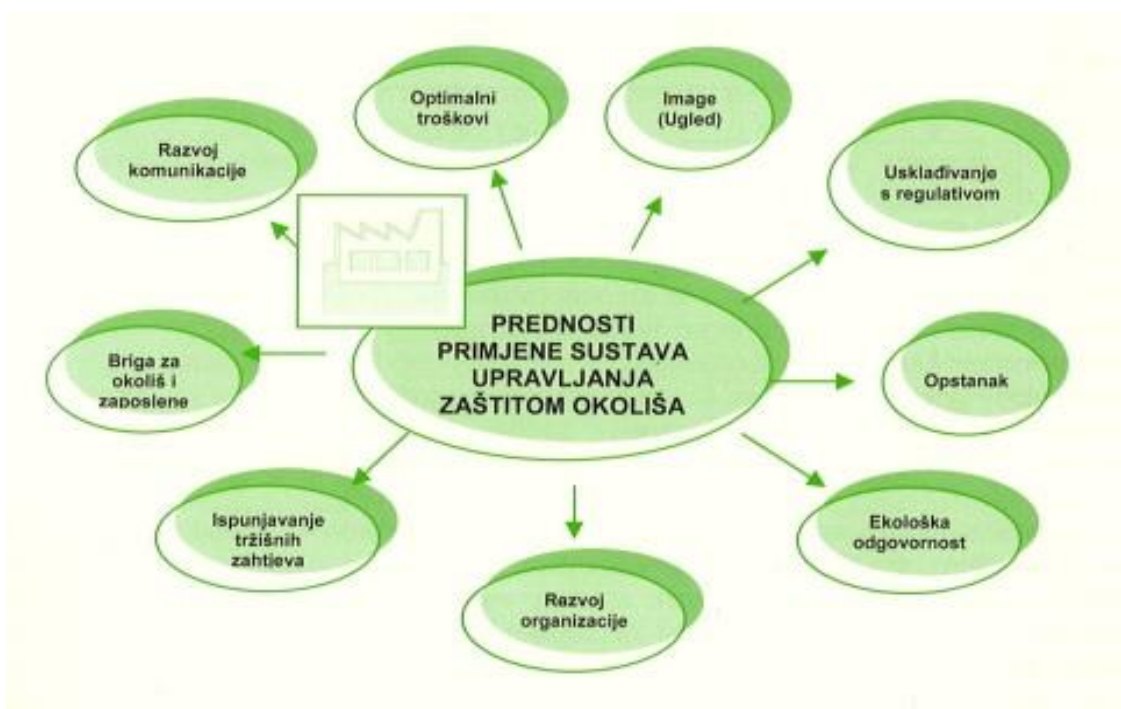 Optimalni
troškovi
Image
(Ugled)
Razvoj
komunikacije
Usklađivanje
s regulativom
PREDNOSTI
PRIMJENE SUSTAVA
UPRAVLJANJA
ZAŠTITOM OKOLIŠA
Briga za
okoliš i
zaposlene
Opstanak
Ispunjavanje
tržišnih
zahtjeva
Ekološka
odgovornost
Razvoj
organizacije